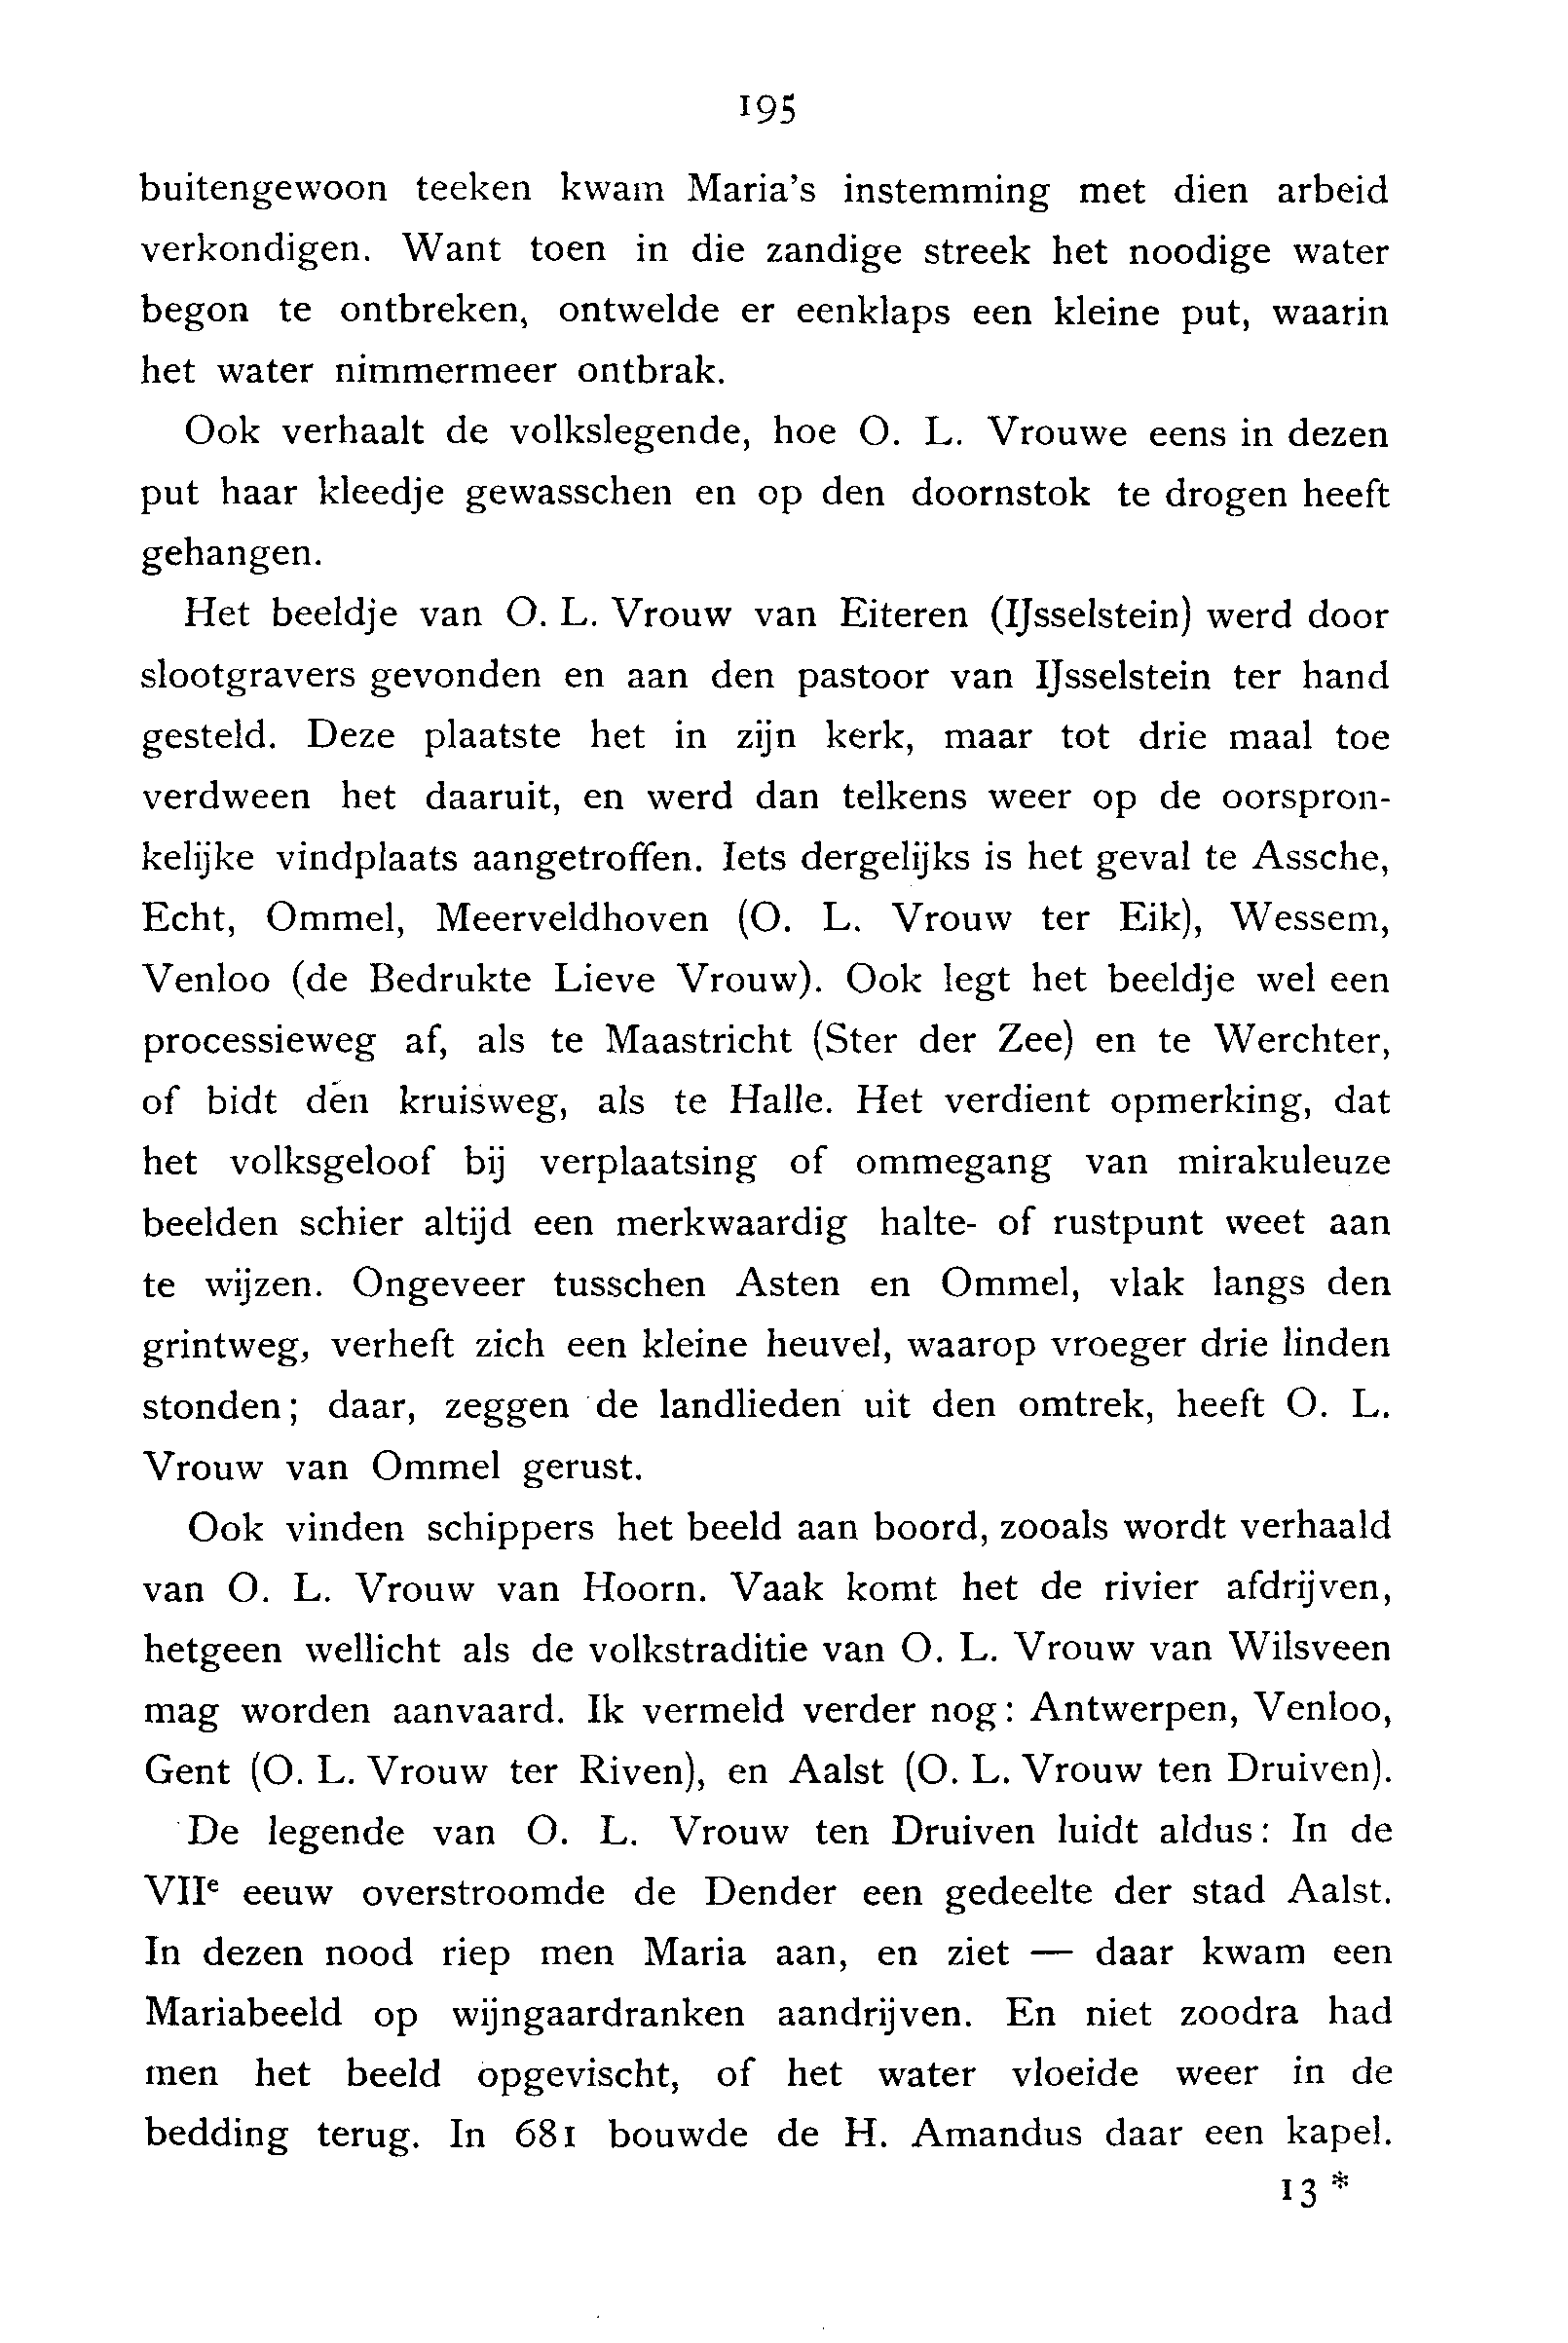 195
buitengewoon teeken kwam Maria's instemming met dien arbeid
verkondigen. Want toen in die zandige streek het noodige water
begon te ontbreken, ontwelde er eenklaps een kleine put, waarin
het water nimmermeer ontbrak.
Ook verhaalt de volkslegende, hoe O. L. Vrouwe eens in dezen
put haar kleedje gewasschen en op den doornstok te drogen heeft
gehangen.
Het beeldje van O. L. Vrouw van Eiteren (IJsselstein) werd door
slootgravers gevonden en aan den pastoor van IJsselstein ter hand
gesteld. Deze plaatste het in zijn kerk, maar tot drie maal toe
verdween het daaruit, en werd dan telkens weer op de oorspron-
kelijke vindplaats aangetroffen. Iets dergelijks is het geval te Assche,
Echt, Ommel, Meerveldhoven (O. L. Vrouw ter Eik), Wessem,
Venloo (de Bedrukte Lieve Vrouw). Ook legt het beeldje wel een
processieweg af, als te Maastricht (Ster der Zee) en te Werchter,
of bidt den kruisweg, als te Halle. Het verdient opmerking, dat
het volksgeloof bij verplaatsing of ommegang van mirakuleuze
beelden schier altijd een merkwaardig halte- of rustpunt weet aan
te wijzen. Ongeveer tusschen Asten en Ommel, vlak langs den
grintweg, verheft zich een kleine heuvel, waarop vroeger drie linden
stonden; daar, zeggen de landlieden uit den omtrek, heeft O. L.
Vrouw van Ommel gerust.
Ook vinden schippers het beeld aan boord, zooals wordt verhaald
van O. L. Vrouw van Hoorn. Vaak komt het de rivier afdrijven,
hetgeen wellicht als de volkstraditie van O. L. Vrouw van Wilsveen
mag worden aanvaard. Ik vermeld verder nog: Antwerpen, Venloo,
Gent (O. L. Vrouw ter Riven), en Aalst (O. L. Vrouw ten Druiven).
De legende van O. L. Vrouw ten Druiven luidt aldus: In de
VIIe eeuw overstroomde de Dender een gedeelte der stad Aalst.
In dezen nood riep men Maria aan, en ziet — daar kwam een
Mariabeeld op wijngaardranken aandrijven. En niet zoodra had
men het beeld opgevischt, of het water vloeide weer in de
bedding terug. In 681 bouwde de H. Amandus daar een kapel.
13 *